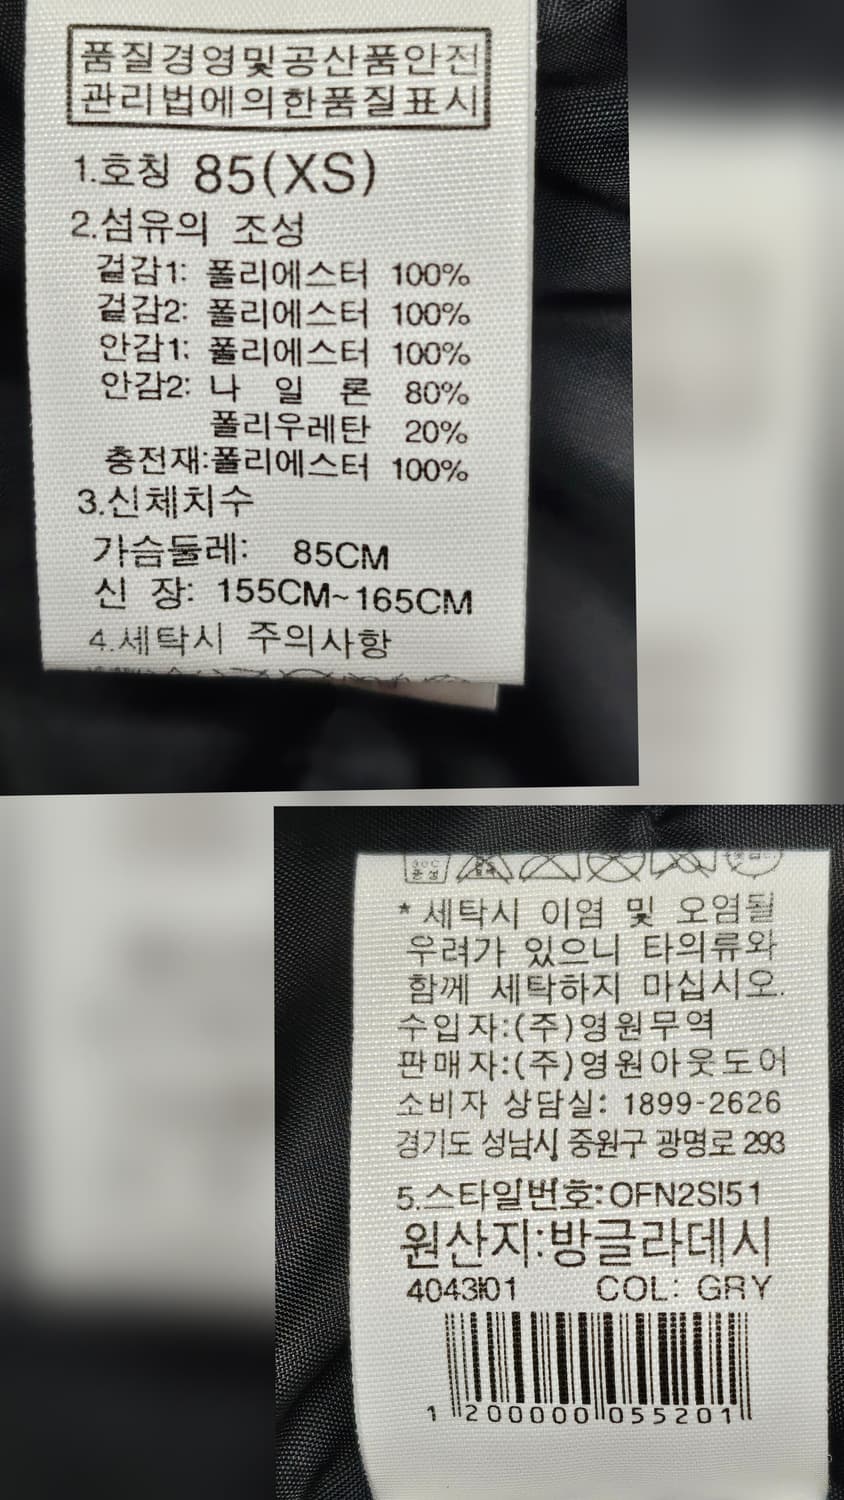 품질경영및공산품안전
관리법에의한품질표시
1.호칭 85(XS)
2.섬유의 조성
겉감1: 폴리에스터 100%
겉감2: 폴리에스터 100%
안감1: 폴리에스터 100%
안감2: 나 일 론 80%
폴리우레탄 20%
충전재:폴리에스터 100%
3.신체치수
가슴둘레: 85CM
신 장: 155CM~165CM
4.세탁시 주의사항
* 세탁시 이염 및 오염될
우려가 있으니 타의류와
함께 세탁하지 마십시오.
수입자:(주)영원무역
판매자:(주)영원아웃도어
소비자 상담실: 1899-2626
경기도 성남시 중원구 광명로 293
5.스타일번호:OFN2SI51
원산지:방글라데시
COL: GRY
1 200000 055201